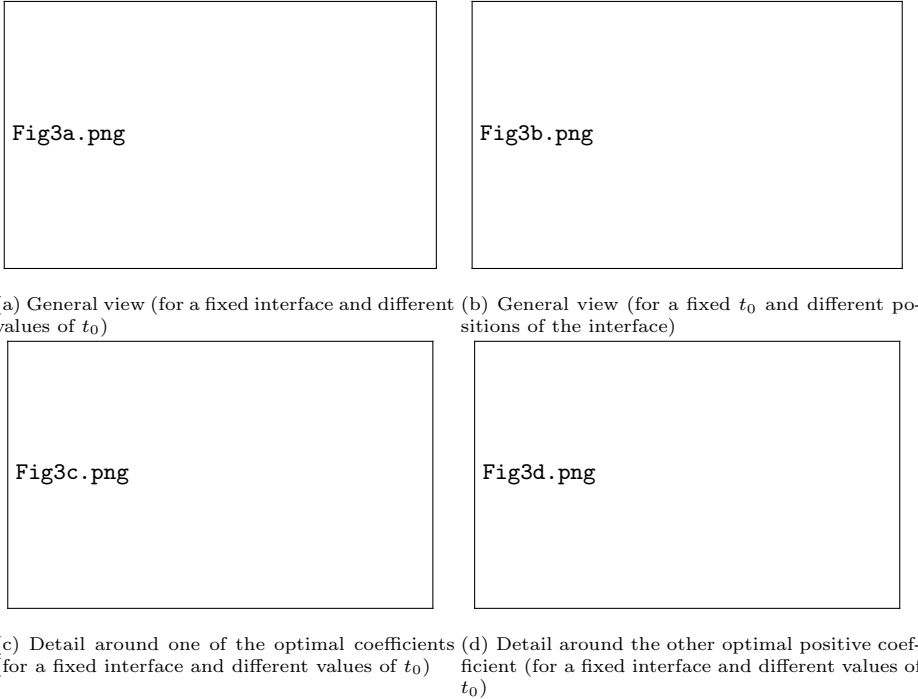 Fig3a.png
Fig3b.png
(a) General view (for a fixed interface and different
values of t₀)
(b) General view (for a fixed t₀ and different po-
sitions of the interface)
Fig3c.png
Fig3d.png
(c) Detail around one of the optimal coefficients
(for a fixed interface and different values of t₀)
(d) Detail around the other optimal positive coef-
ficient (for a fixed interface and different values of
t₀)